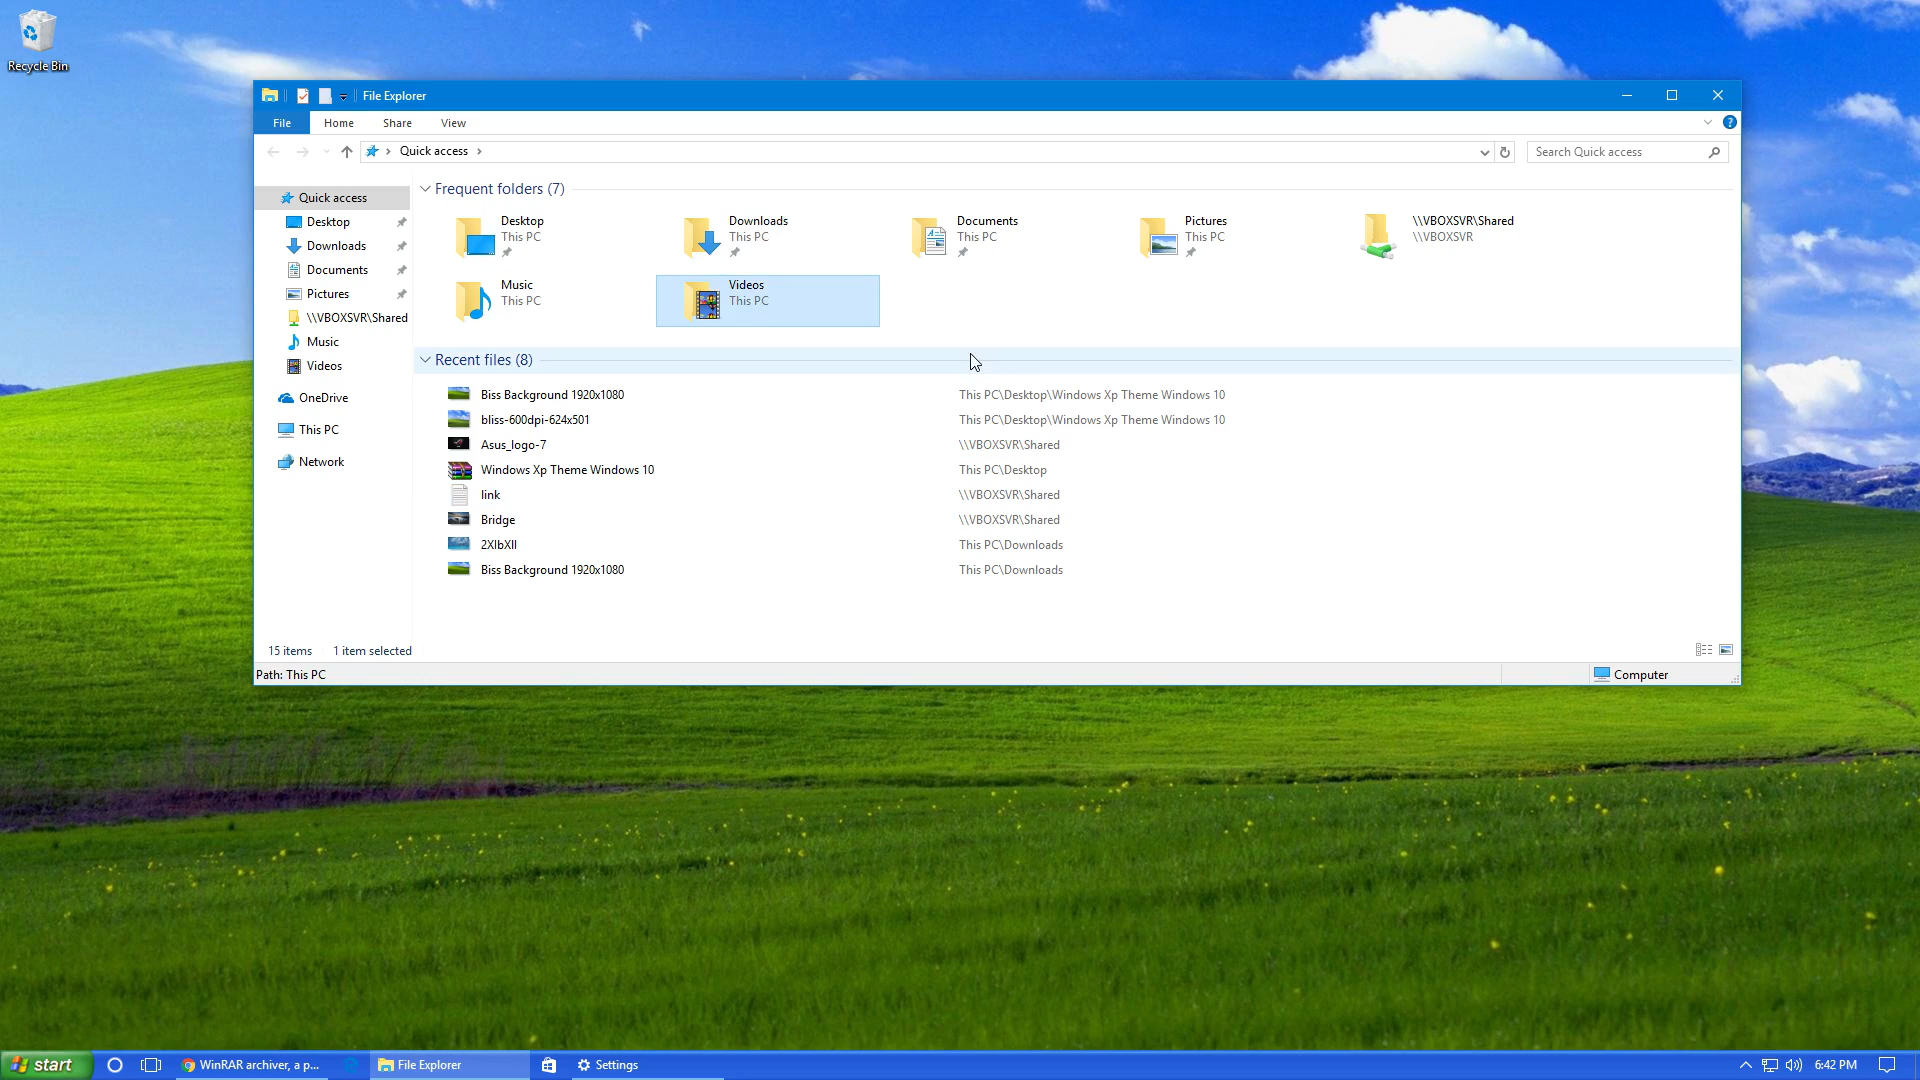 Recycle Bin
File Explorer
File Home Share View
Quick access
Search Quick access
Quick access
Desktop
Downloads
Documents
Pictures
\\VBOXSVR\Shared
Music
Videos
OneDrive
This PC
Network
Frequent folders (7)
Desktop
This PC
Downloads
This PC
Documents
This PC
Pictures
This PC
\\VBOXSVR\Shared
\\VBOXSVR
Music
This PC
Videos
This PC
Recent files (8)
Biss Background 1920x1080 This PC\Desktop\Windows Xp Theme Windows 10
bliss-600dpi-624x501 This PC\Desktop\Windows Xp Theme Windows 10
Asus_logo-7 \\VBOXSVR\Shared
Windows Xp Theme Windows 10 This PC\Desktop
link \\VBOXSVR\Shared
Bridge \\VBOXSVR\Shared
This PC\Downloads
Biss Background 1920x1080 This PC\Downloads
15 items 1 item selected
Path: This PC Computer
start WinRAR archiver, a p... File Explorer Settings 6:42 PM